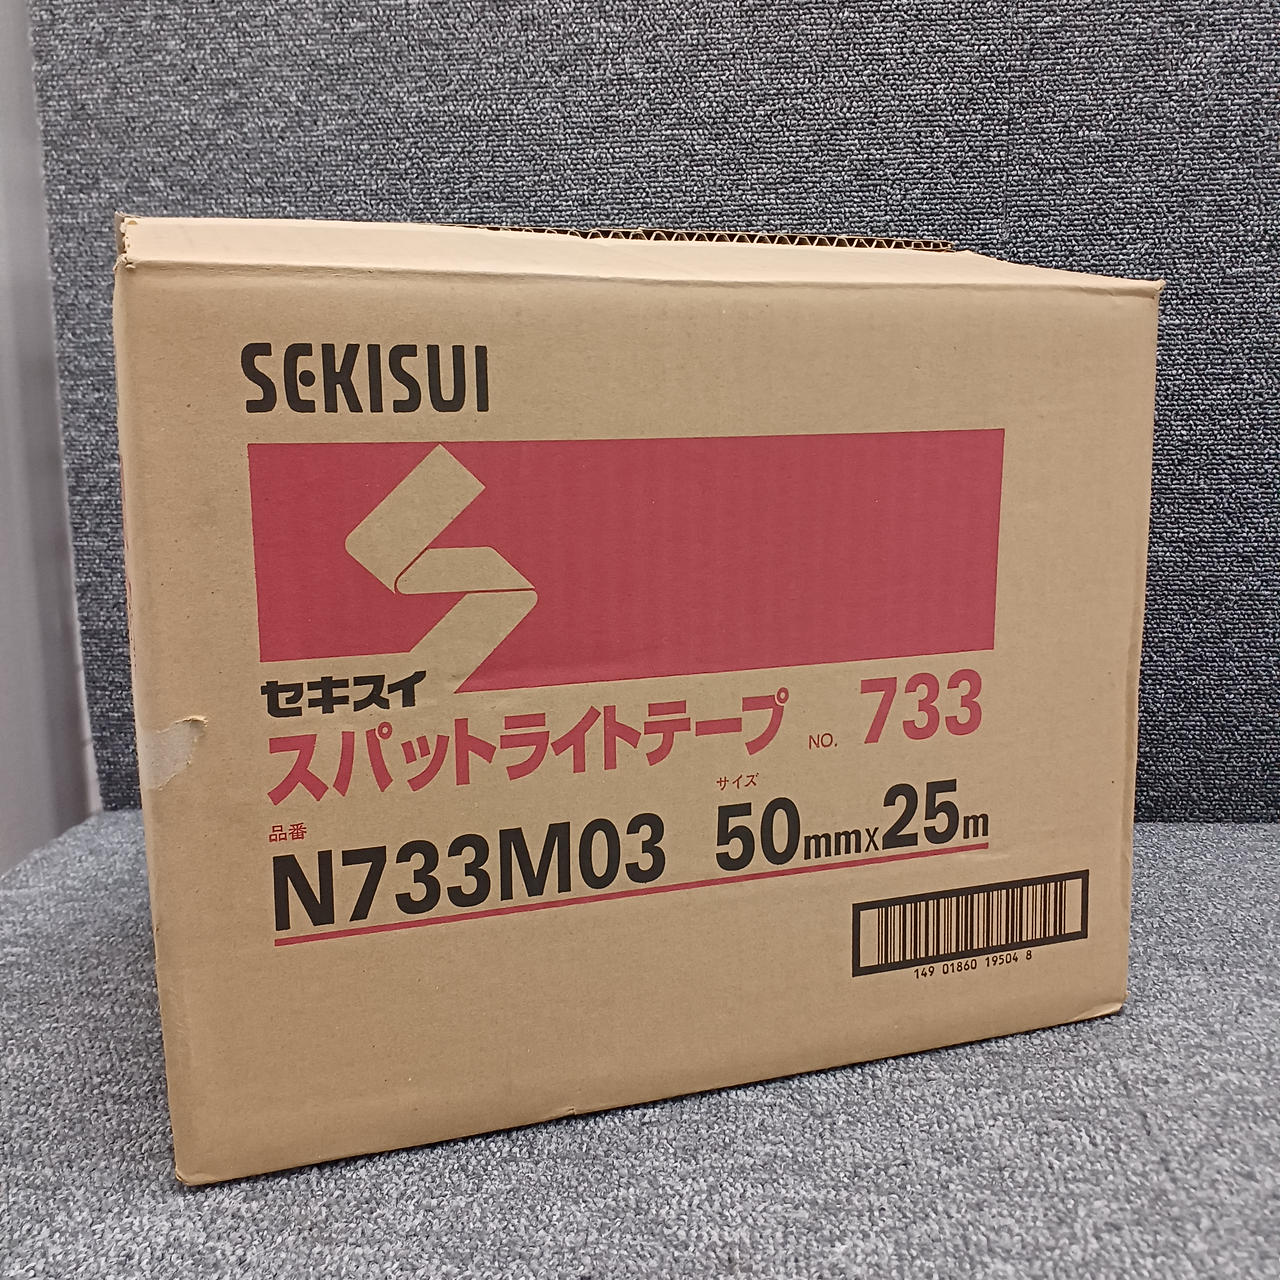 SEKISUI
セキスイ
スパットライトテープ NO. 733
品番 サイズ
N733M03 50mmx25m
149 01860 19504 8